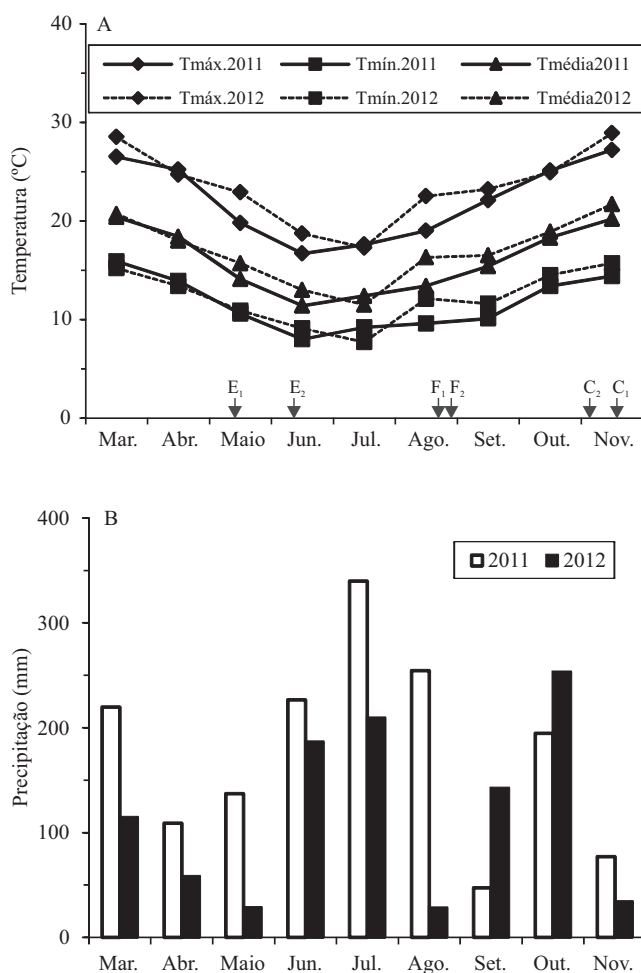 A
40
Tmáx.2011 Tmín.2011 Tmédia2011
Tmáx.2012 Tmín.2012 Tmédia2012
30
20
10
0
Temperatura (ºC)
E₁ E₂ F₁ F₂ C₂ C₁
Mar. Abr. Maio Jun. Jul. Ago. Set. Out. Nov.
B
400
2011 2012
300
200
100
0
Precipitação (mm)
Mar. Abr. Maio Jun. Jul. Ago. Set. Out. Nov.